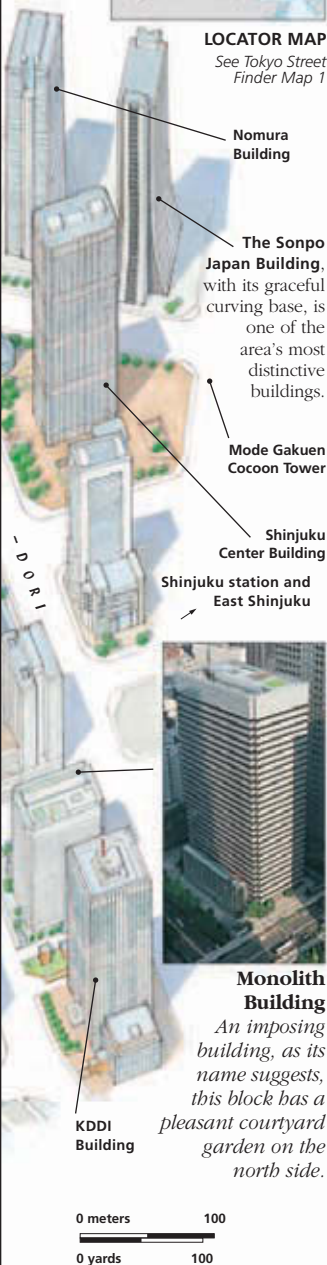 LOCATOR MAP
See Tokyo Street
Finder Map 1
Nomura
Building
The Sonpo
Japan Building,
with its graceful
curving base, is
one of the
area's most
distinctive
buildings.
Mode Gakuen
Cocoon Tower
Shinjuku
Center Building
-DORI
Shinjuku station and
East Shinjuku
Monolith
Building
An imposing
building, as its
name suggests,
this block has a
pleasant courtyard
garden on the
north side.
KDDI
Building
0 meters 100
0 yards 100